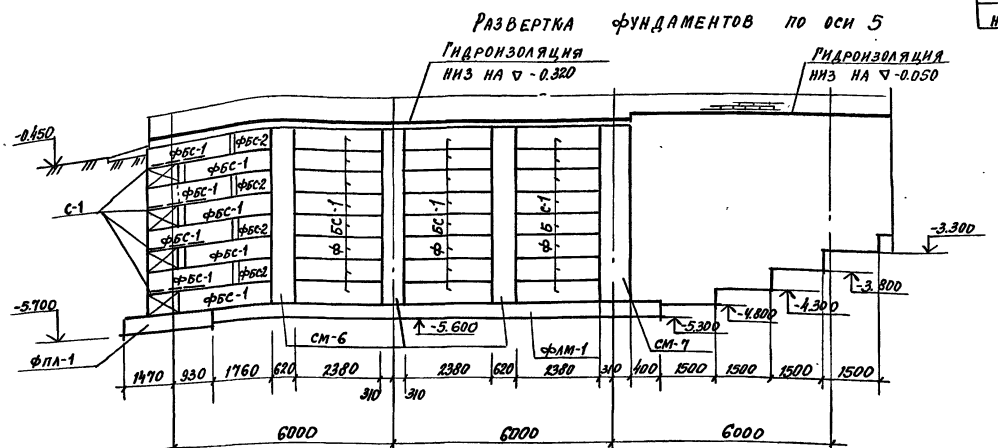 РАЗВЕРТКА ФУНДАМЕНТОВ ПО ОСИ 5
Н
ГИДРОИЗОЛЯЦИЯ
НИЗ НА ▽ -0.320
ГИДРОИЗОЛЯЦИЯ
НИЗ НА ▽ -0.050
-0.450
ФБС-1 ФБС-2
ФБС-1
ФБС-1 ФБС2
ФБС-1
С-1
ФБС-1 ФБС2
ФБС-1
ФБС-1 ФБС2
ФБС-1
ФБС-1
ФБС-1
ФБС-1
-3.300
-3.800
-4.300
-4.800
-5.300
-5.700
-5.600
ФПЛ-1
СМ-6
ФЛМ-1
СМ-7
1470 930 1760 620 2380 2380 620 2380 310 400 1500 1500 1500 1500
310 310
6000 6000 6000